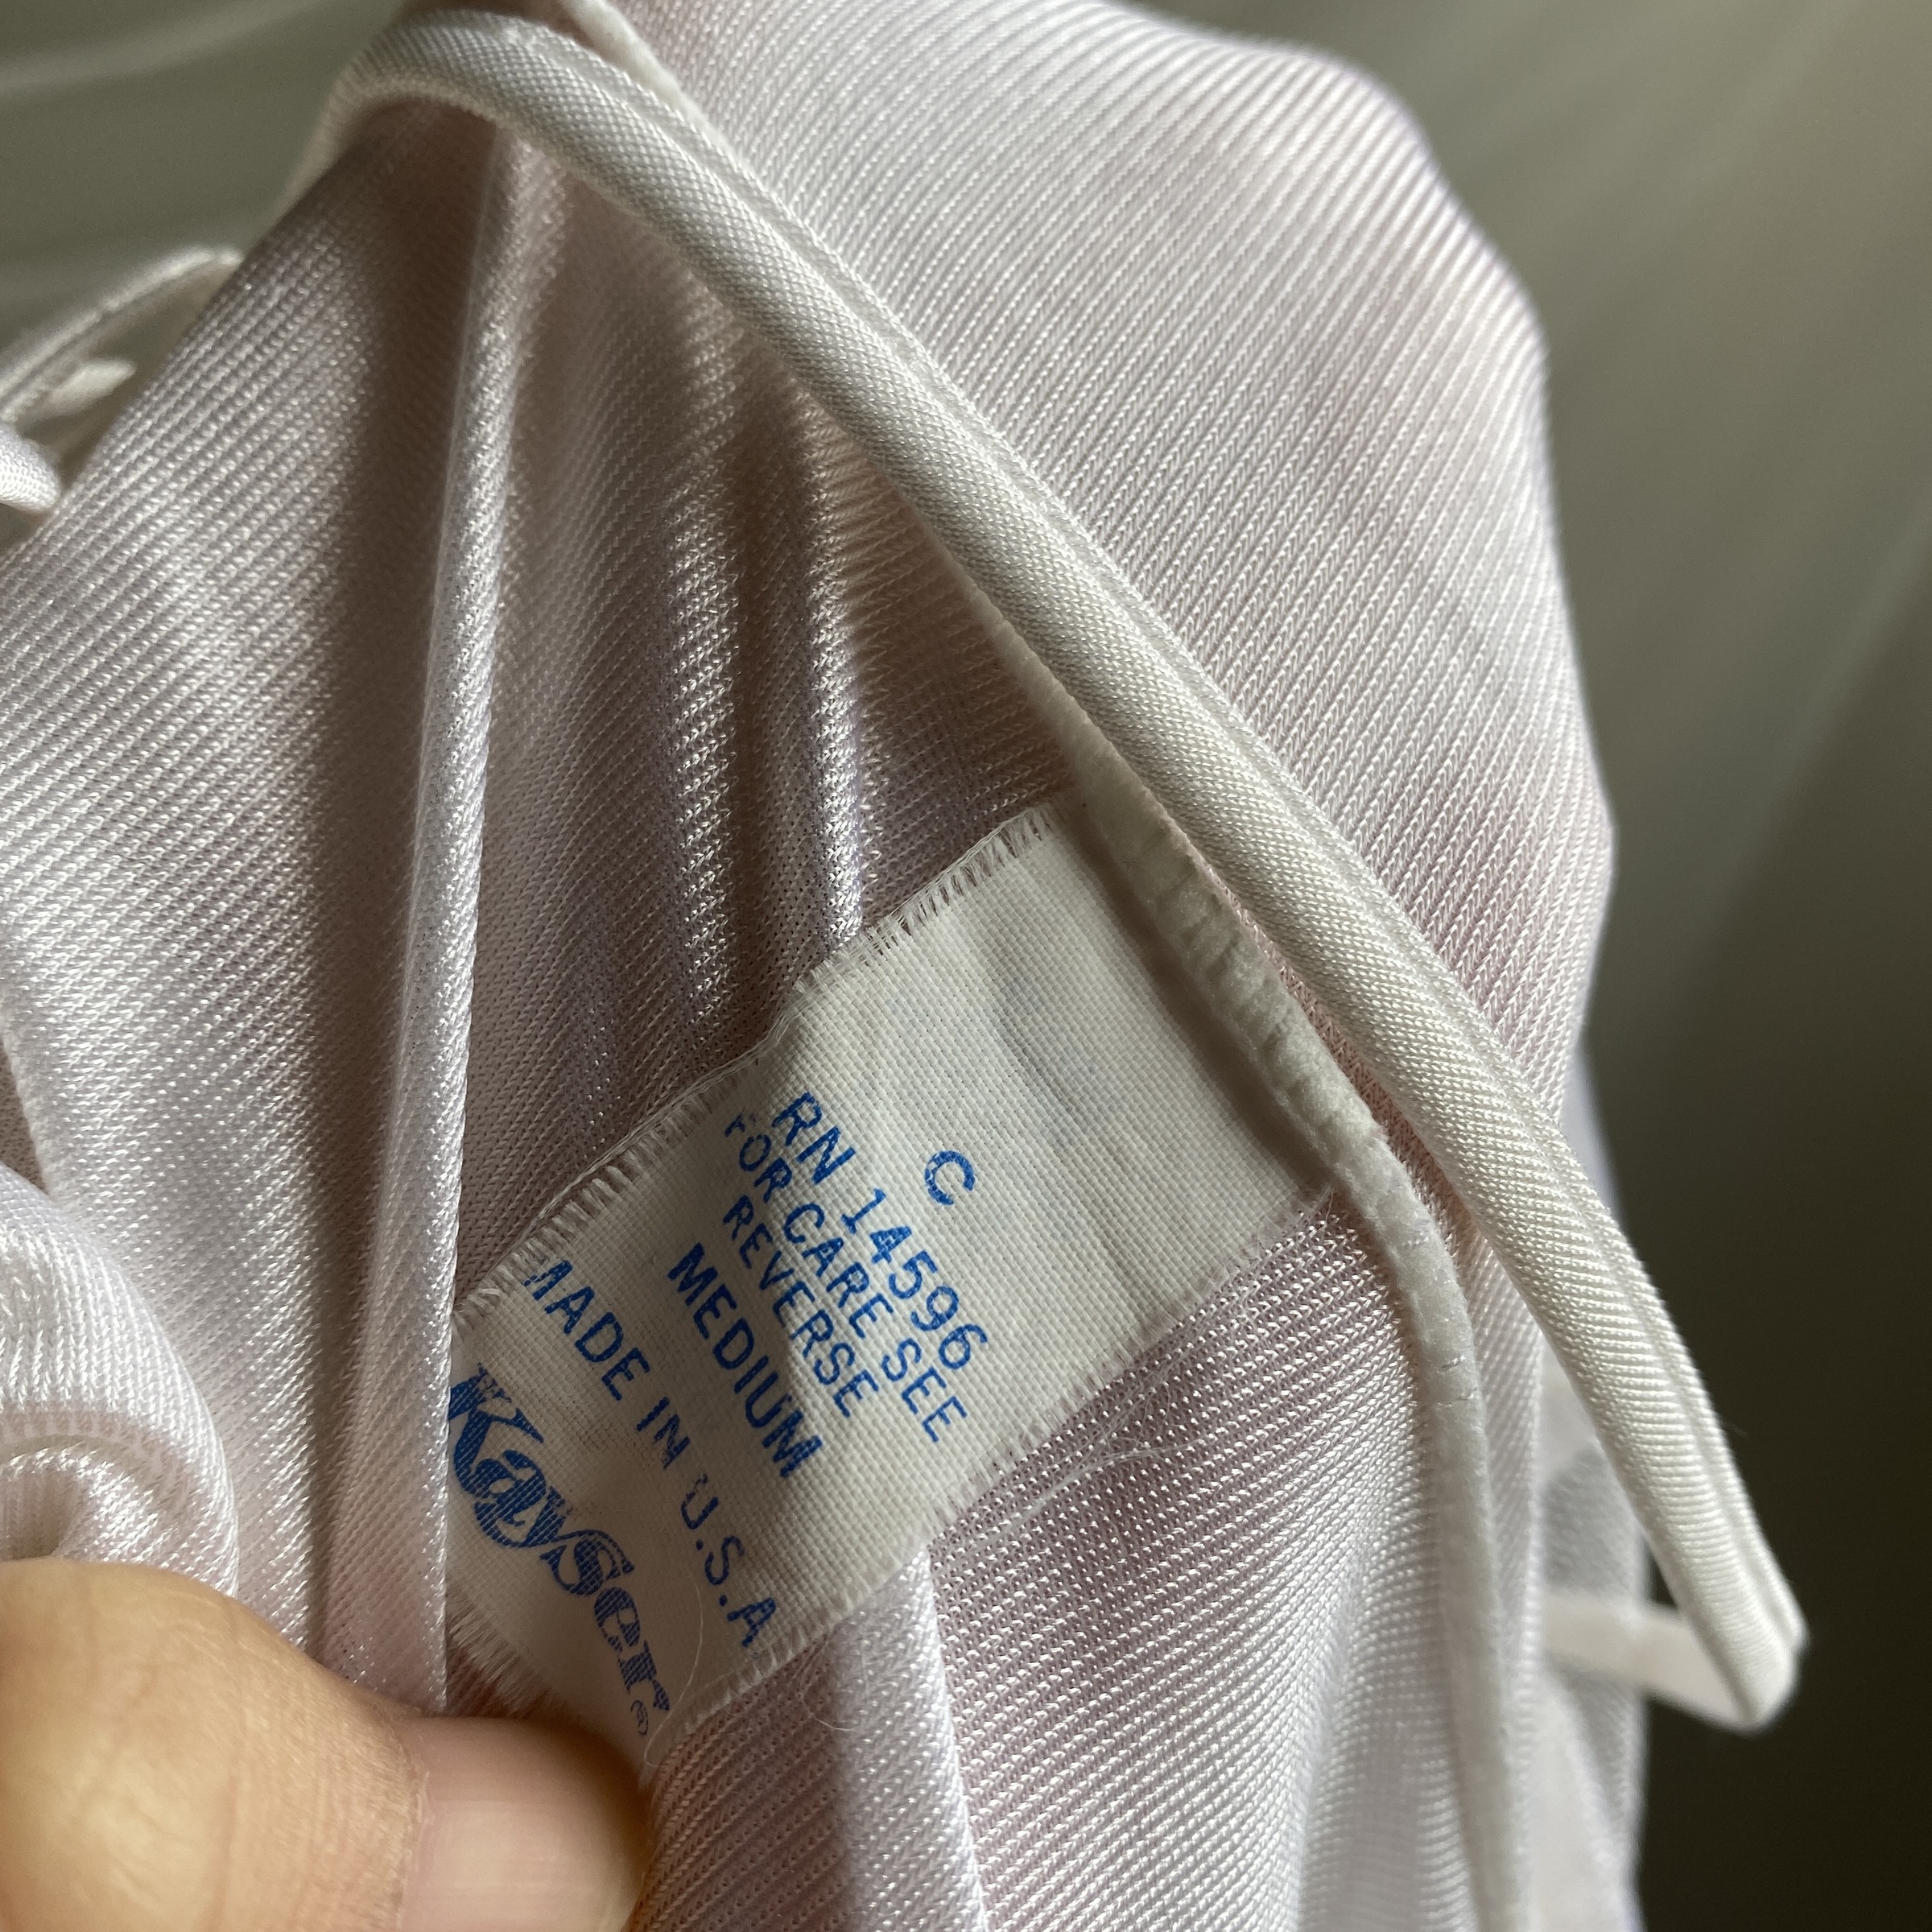 C
RN 14596
FOR CARE SEE
REVERSE
MEDIUM
MADE IN U.S.A
Kayser®